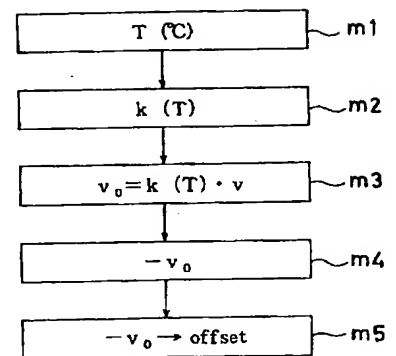 T (℃) m1
k (T) m2
v₀=k (T)・v m3
−v₀ m4
−v₀→offset m5